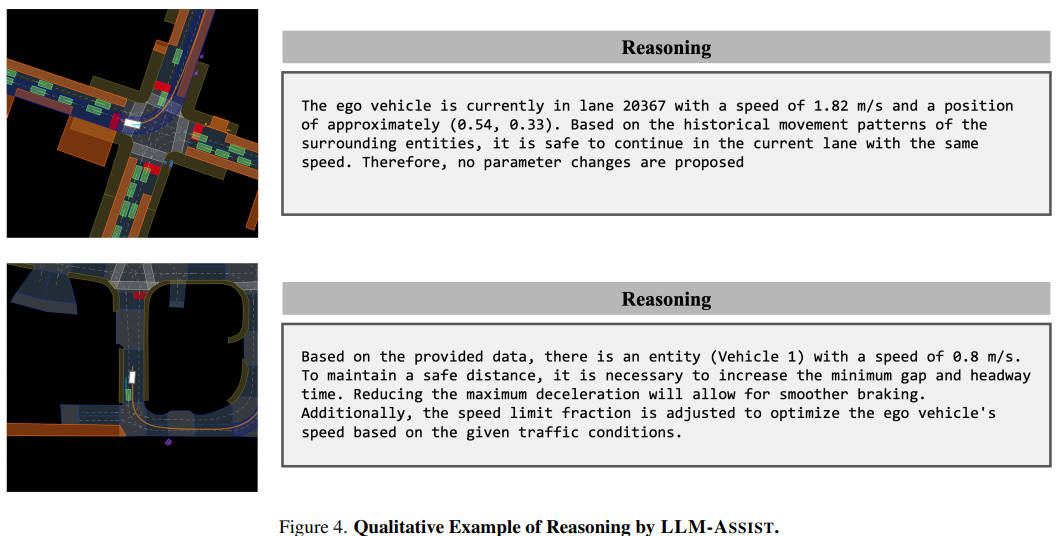 Reasoning
The ego vehicle is currently in lane 20367 with a speed of 1.82 m/s and a position
of approximately (0.54, 0.33). Based on the historical movement patterns of the
surrounding entities, it is safe to continue in the current lane with the same
speed. Therefore, no parameter changes are proposed
Reasoning
Based on the provided data, there is an entity (Vehicle 1) with a speed of 0.8 m/s.
To maintain a safe distance, it is necessary to increase the minimum gap and headway
time. Reducing the maximum deceleration will allow for smoother braking.
Additionally, the speed limit fraction is adjusted to optimize the ego vehicle's
speed based on the given traffic conditions.
Figure 4. Qualitative Example of Reasoning by LLM-ASSIST.